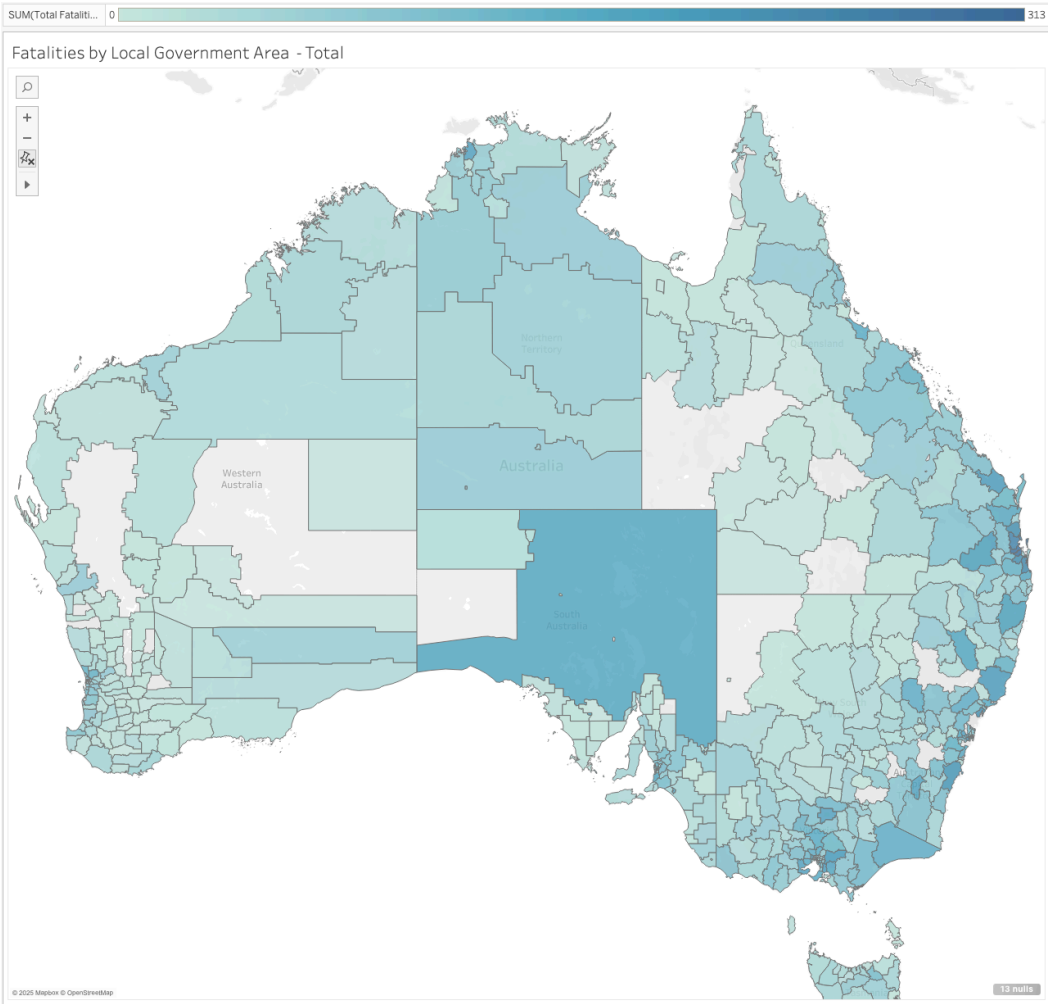 SUM(Total Fataliti...
0
313
Fatalities by Local Government Area - Total
Northern
Territory
Queensland
Western
Australia
Australia
South
Australia
© 2025 Mapbox © OpenStreetMap
13 nulls